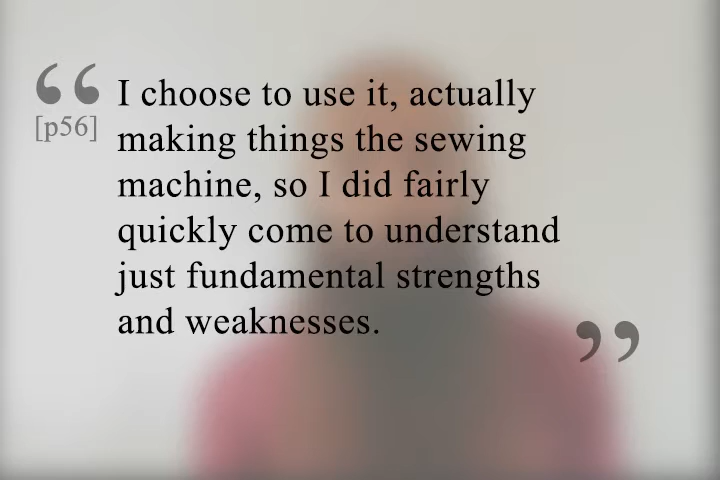 “
[p56]
I choose to use it, actually
making things the sewing
machine, so I did fairly
quickly come to understand
just fundamental strengths
and weaknesses.
”